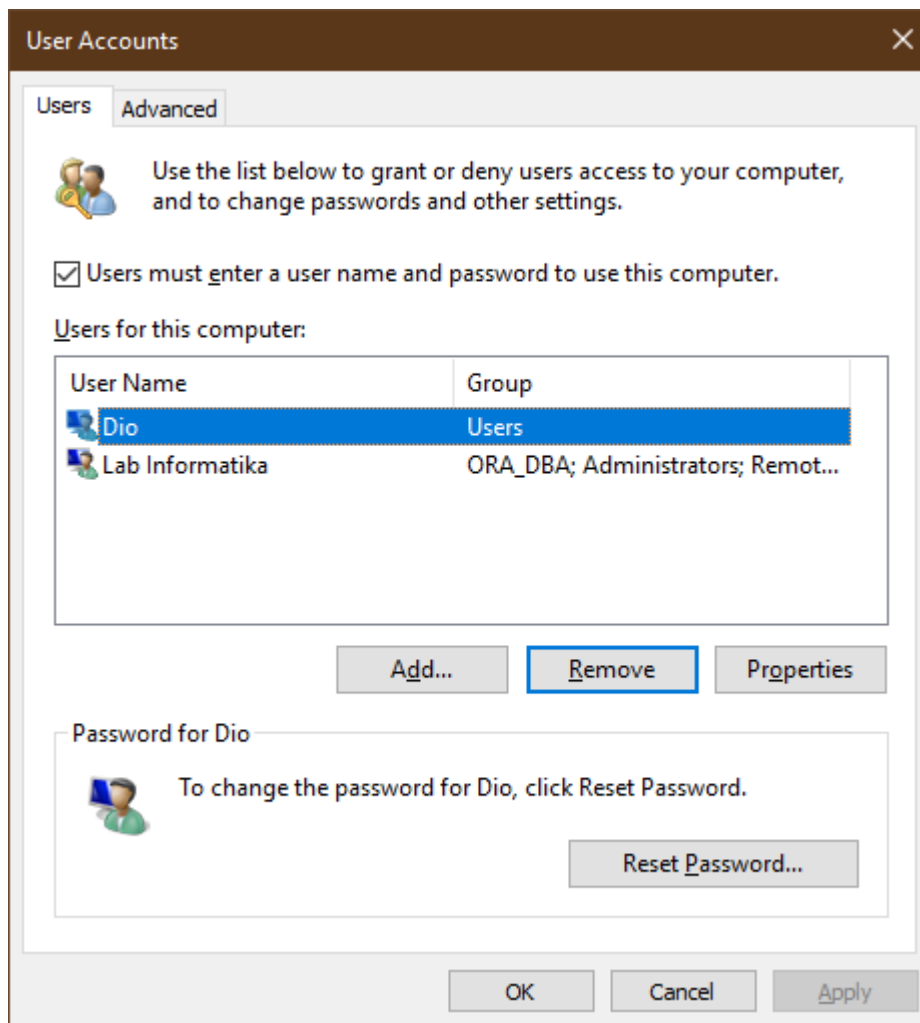 User Accounts
Users
Advanced
Use the list below to grant or deny users access to your computer,
and to change passwords and other settings.
Users must enter a user name and password to use this computer.
Users for this computer:
User Name Group
Dio Users
Lab Informatika ORA_DBA; Administrators; Remot...
Add... Remove Properties
Password for Dio
To change the password for Dio, click Reset Password.
Reset Password...
OK Cancel Apply